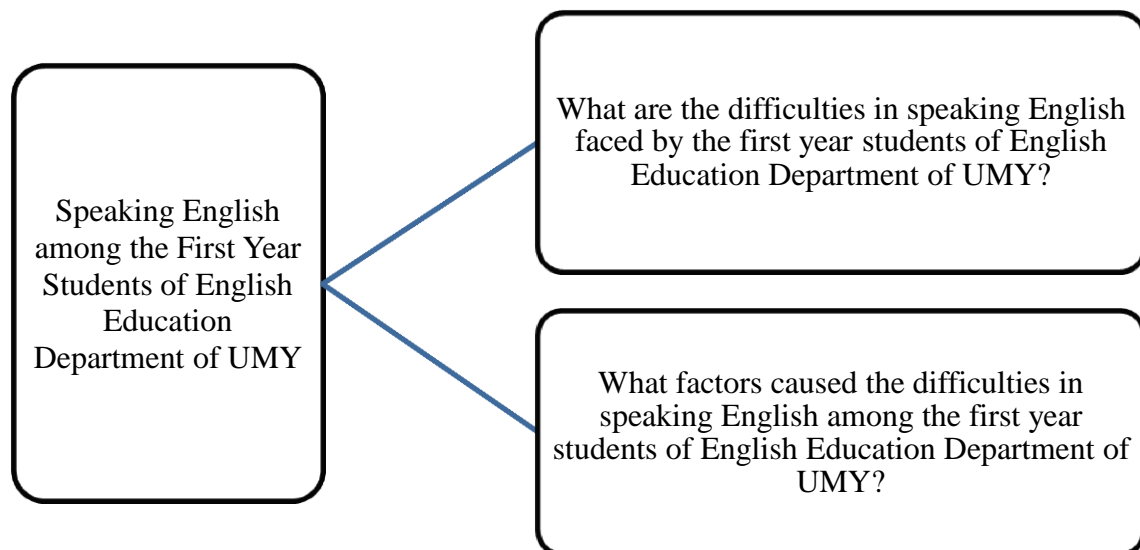 Speaking English
among the First Year
Students of English
Education
Department of UMY
What are the difficulties in speaking English
faced by the first year students of English
Education Department of UMY?
What factors caused the difficulties in
speaking English among the first year
students of English Education Department of
UMY?